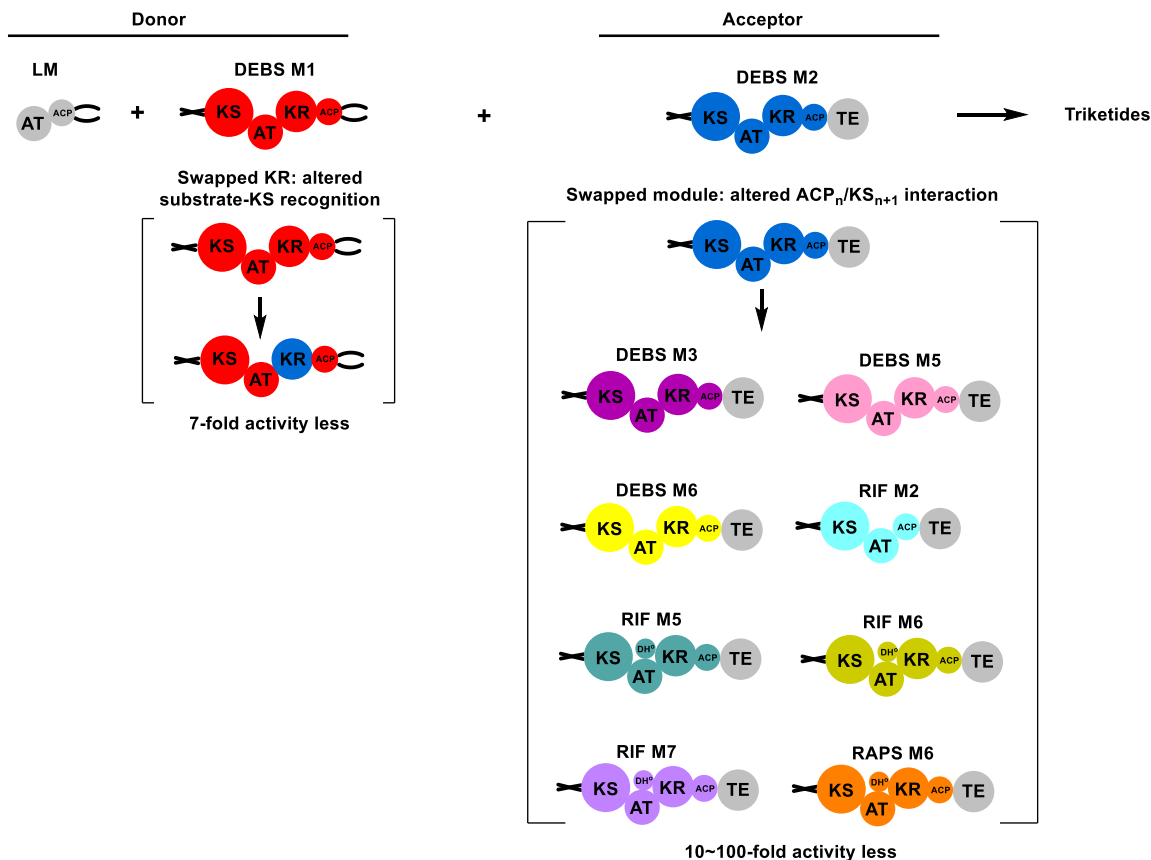 Donor
Acceptor
LM
DEBS M1
DEBS M2
AT ACP
+
KS AT KR ACP
+
KS AT KR ACP TE
Triketides
Swapped KR: altered
substrate-KS recognition
Swapped module: altered ACPn/KSn+1 interaction
KS AT KR ACP
KS AT KR ACP TE
KS AT KR ACP
7-fold activity less
DEBS M3
DEBS M5
KS AT KR ACP TE
KS AT KR ACP TE
DEBS M6
RIF M2
KS AT KR ACP TE
KS AT ACP TE
RIF M5
RIF M6
KS DHº AT KR ACP TE
KS DHº AT KR ACP TE
RIF M7
RAPS M6
KS DHº AT KR ACP TE
KS DHº AT KR ACP TE
10~100-fold activity less